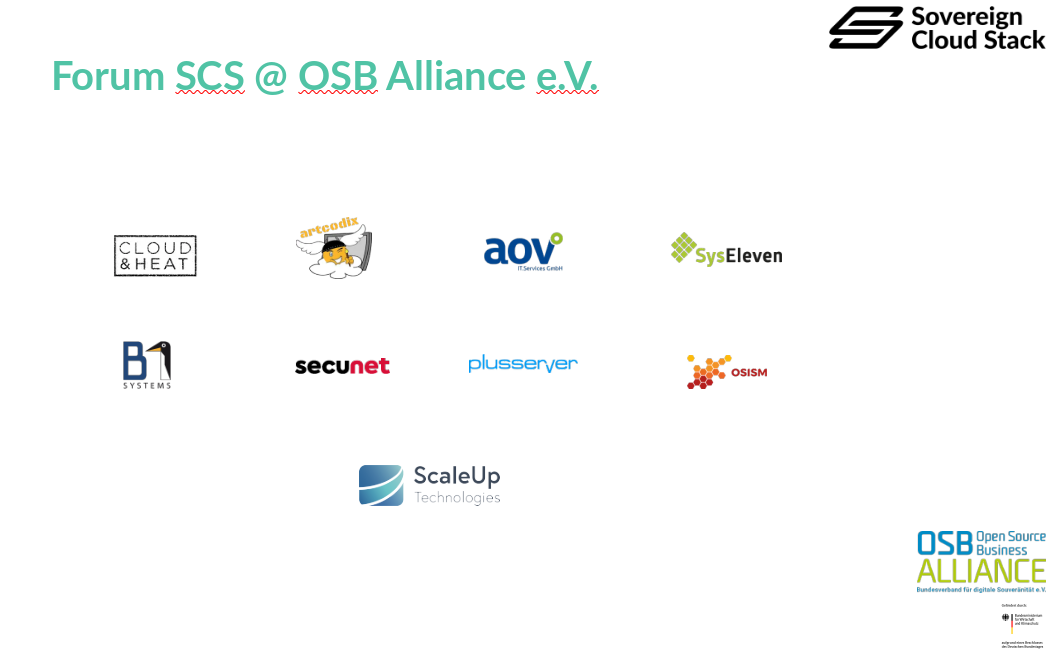 Sovereign
Cloud Stack
Forum SCS @ OSB Alliance e.V.
CLOUD
&HEAT
artcodix
aov
IT.Services GmbH
SysEleven
B1
SYSTEMS
secunet
plusserver
OSISM
ScaleUp
Technologies
OSB Open Source
Business
ALLIANCE
Bundesverband für digitale Souveränität e.V.
Gefördert durch:
Bundesministerium
für Wirtschaft
und Klimaschutz
aufgrund eines Beschlusses
des Deutschen Bundestages